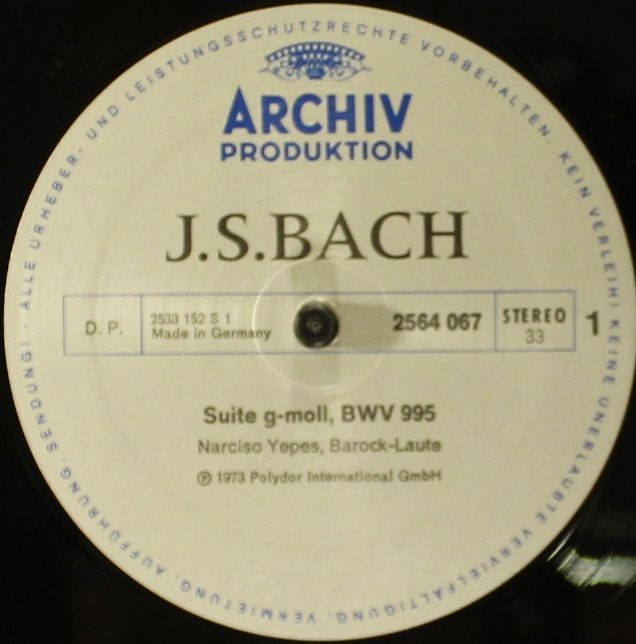 ALLE URHEBER- UND LEISTUNGSSCHUTZRECHTE VORBEHALTEN. KEIN VERLEIH! KEINE UNERLAUBTE VERVIELFÄLTIGUNG, VERMIETUNG, AUFFÜHRUNG, SENDUNG! ·
ARCHIV
PRODUKTION
J.S.BACH
D. P.
2533 152 S 1
Made in Germany
2564 067
STEREO
33
1
Suite g-moll, BWV 995
Narciso Yepes, Barock-Laute
℗ 1973 Polydor International GmbH